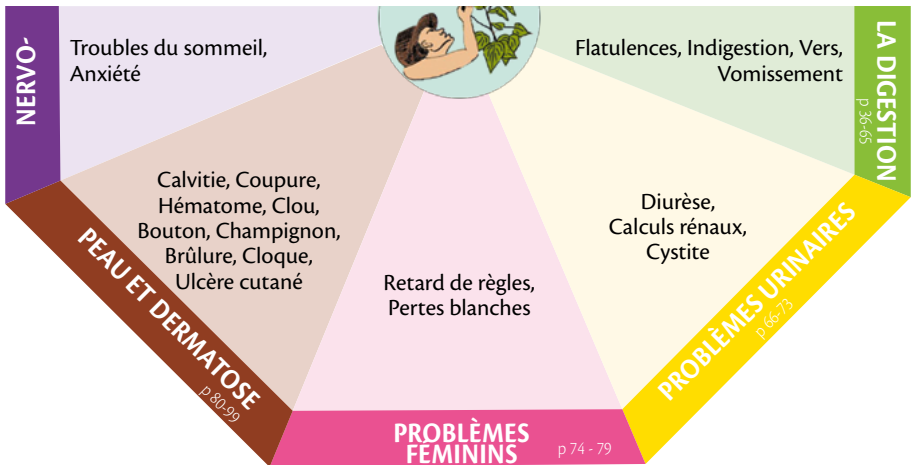 NERVO-
Troubles du sommeil,
Anxiété
Flatulences, Indigestion, Vers,
Vomissement
LA DIGESTION
p 36-65
Calvitie, Coupure,
Hématome, Clou,
Bouton, Champignon,
Brûlure, Cloque,
Ulcère cutané
PEAU ET DERMATOSE
p 80-99
Retard de règles,
Pertes blanches
PROBLÈMES
FÉMININS
p 74 - 79
Diurèse,
Calculs rénaux,
Cystite
PROBLÈMES URINAIRES
p 66-73